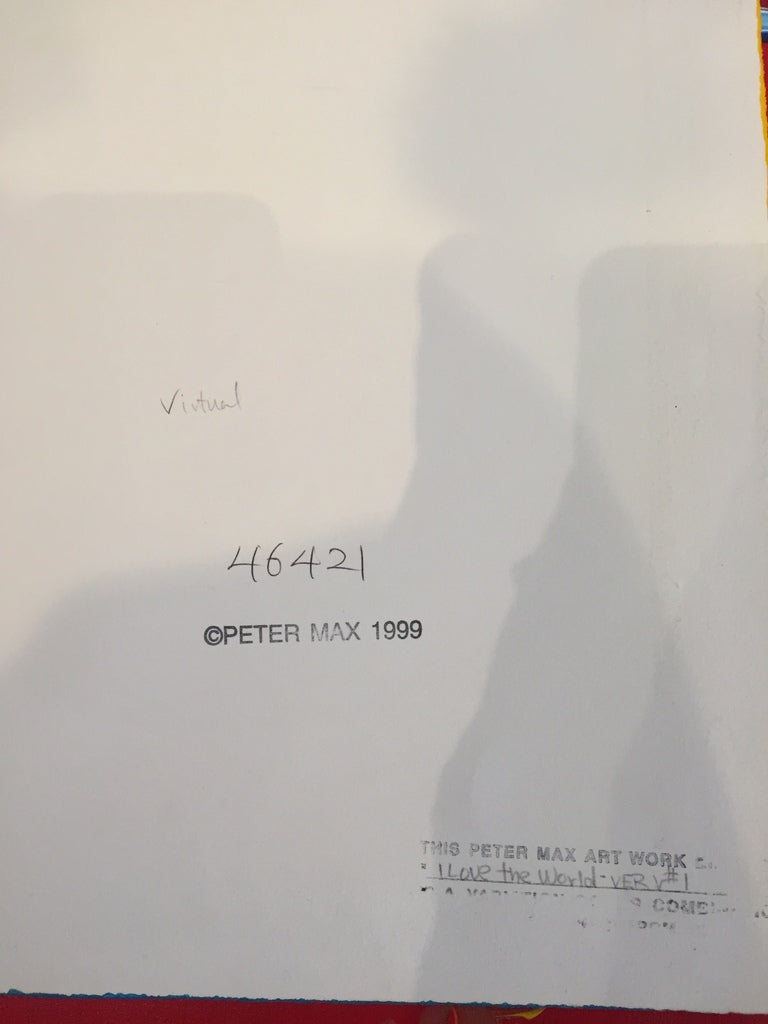 Virtual
46421
©PETER MAX 1999
THIS PETER MAX ART WORK
"I Love the World - VER V#1
A